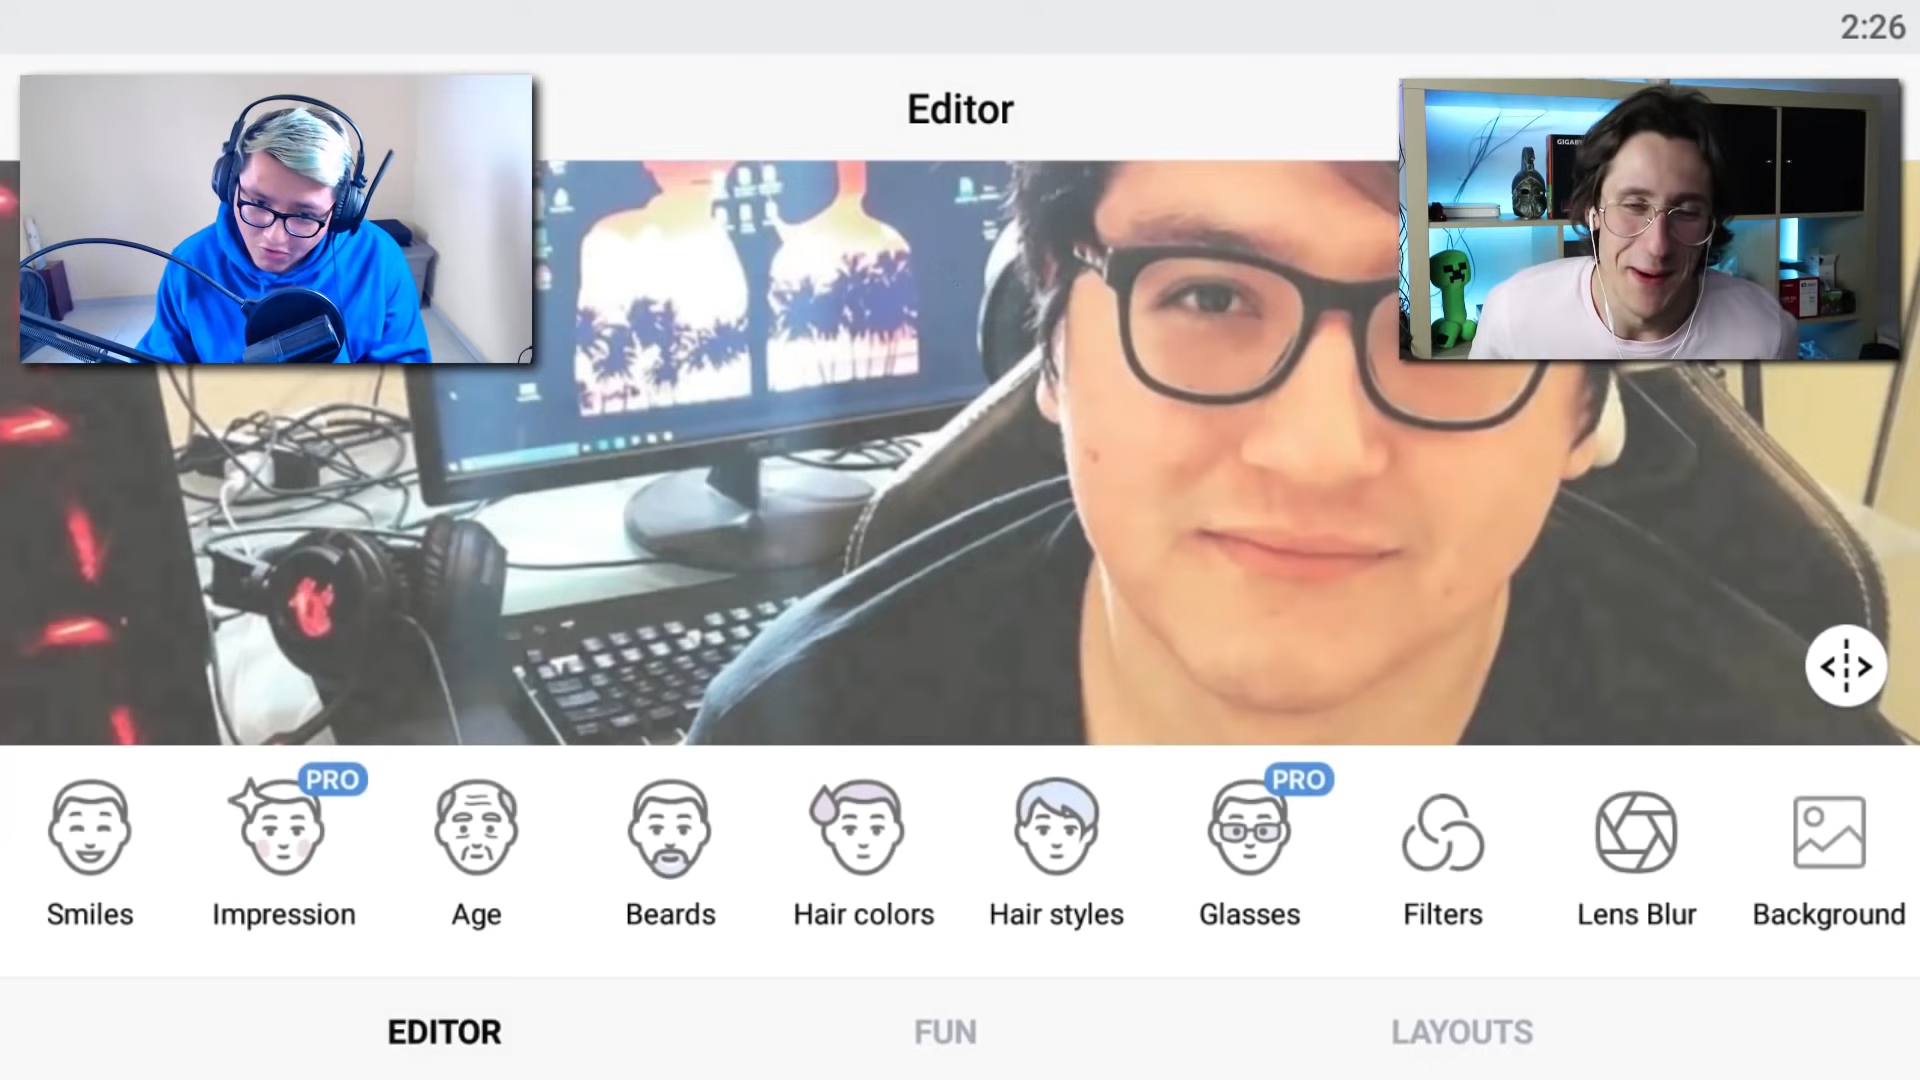 2:26
Editor
GIGAB
PRO
PRO
Smiles
Impression
Age
Beards
Hair colors
Hair styles
Glasses
Filters
Lens Blur
Background
EDITOR
FUN
LAYOUTS